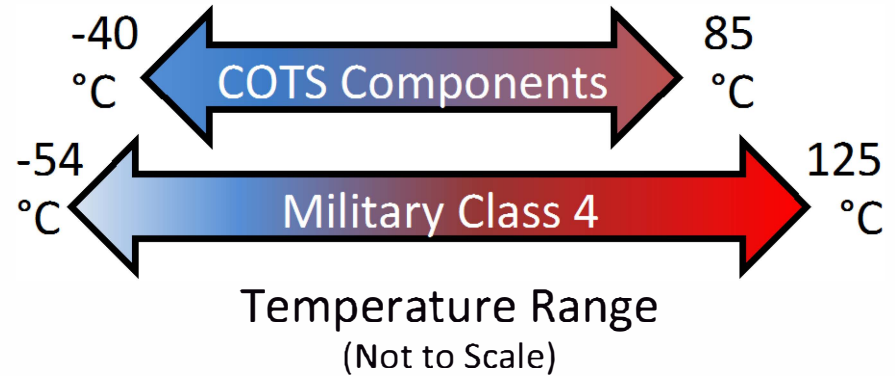 -40
°C
COTS Components
85
°C
-54
°C
Military Class 4
125
°C
Temperature Range
(Not to Scale)